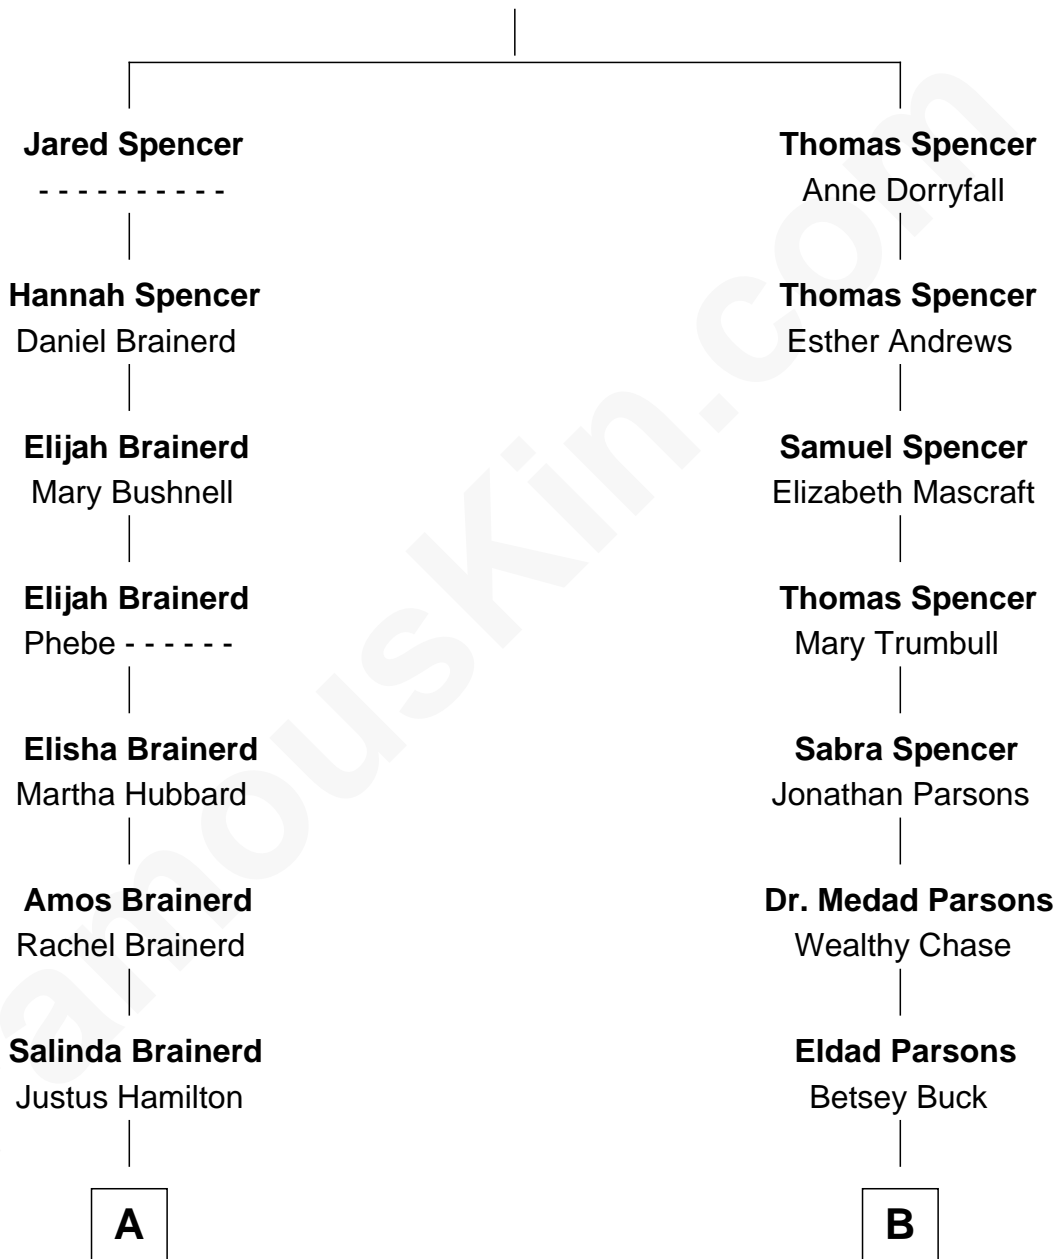 Jared Spencer
- - - - - - - - - -
Hannah Spencer
Daniel Brainerd
Elijah Brainerd
Mary Bushnell
Elijah Brainerd
Phebe - - - - - -
Elisha Brainerd
Martha Hubbard
Amos Brainerd
Rachel Brainerd
Salinda Brainerd
Justus Hamilton
A
Thomas Spencer
Anne Dorryfall
Thomas Spencer
Esther Andrews
Samuel Spencer
Elizabeth Mascraft
Thomas Spencer
Mary Trumbull
Sabra Spencer
Jonathan Parsons
Dr. Medad Parsons
Wealthy Chase
Eldad Parsons
Betsey Buck
B
amouskin.com